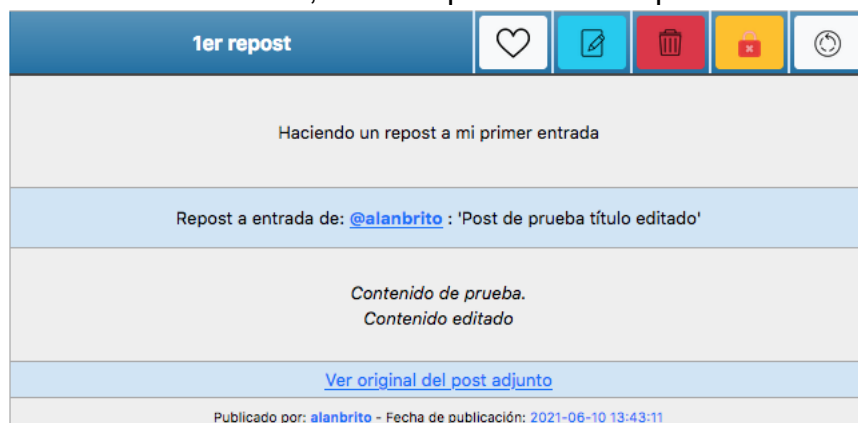 1er repost
Haciendo un repost a mi primer entrada
Repost a entrada de: @alanbrito : 'Post de prueba título editado'
Contenido de prueba.
Contenido editado
Ver original del post adjunto
Publicado por: alanbrito - Fecha de publicación: 2021-06-10 13:43:11